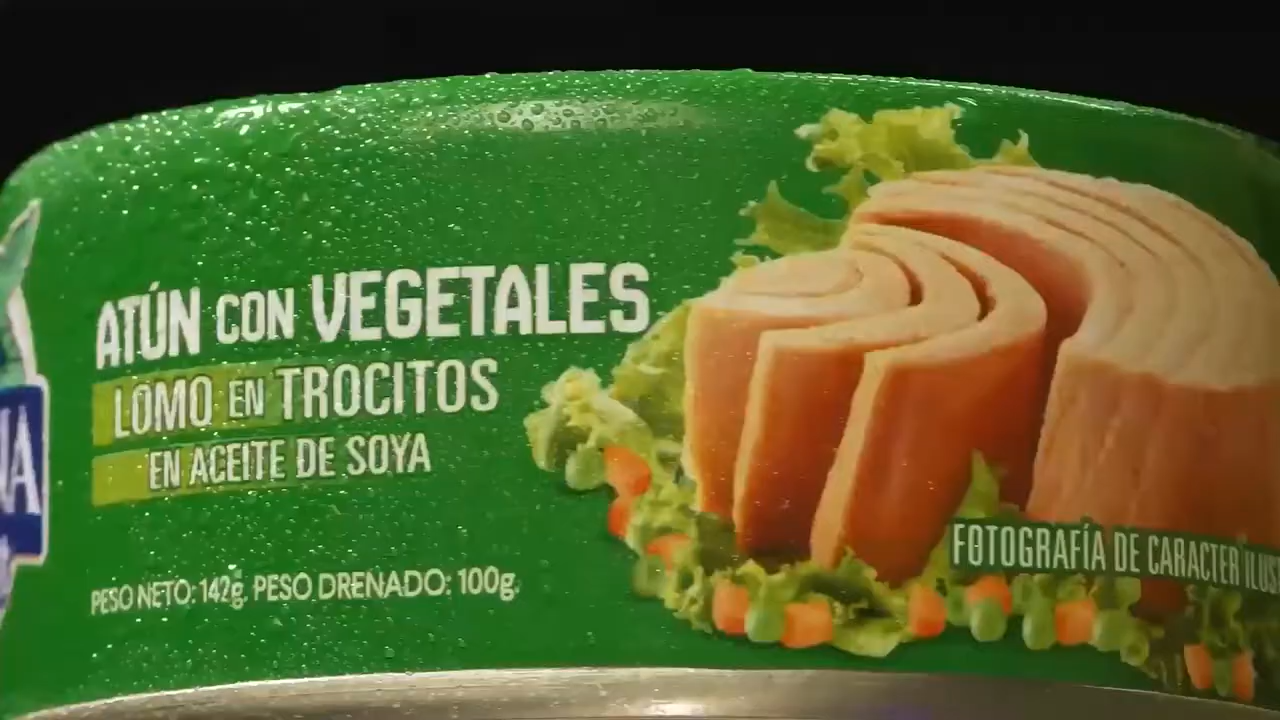 ATÚN CON VEGETALES
LOMO EN TROCITOS
EN ACEITE DE SOYA
PESO NETO: 142g. PESO DRENADO: 100g.
FOTOGRAFÍA DE CARACTER